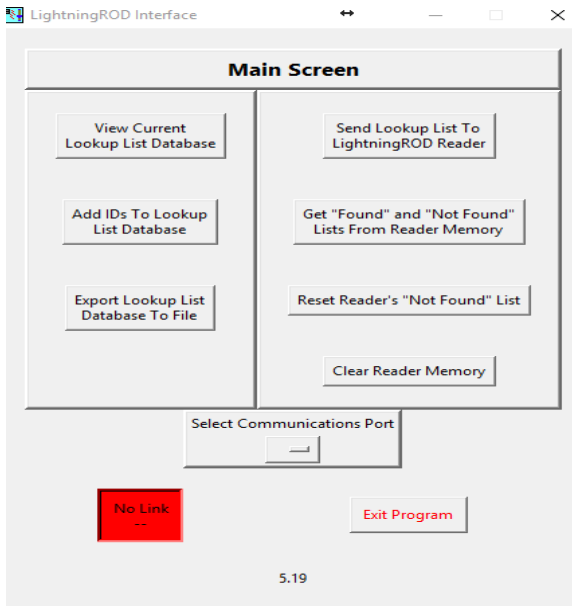 LightningROD Interface
Main Screen
View Current
Lookup List Database
Add IDs To Lookup
List Database
Export Lookup List
Database To File
Send Lookup List To
LightningROD Reader
Get "Found" and "Not Found"
Lists From Reader Memory
Reset Reader's "Not Found" List
Clear Reader Memory
Select Communications Port
No Link
--
Exit Program
5.19